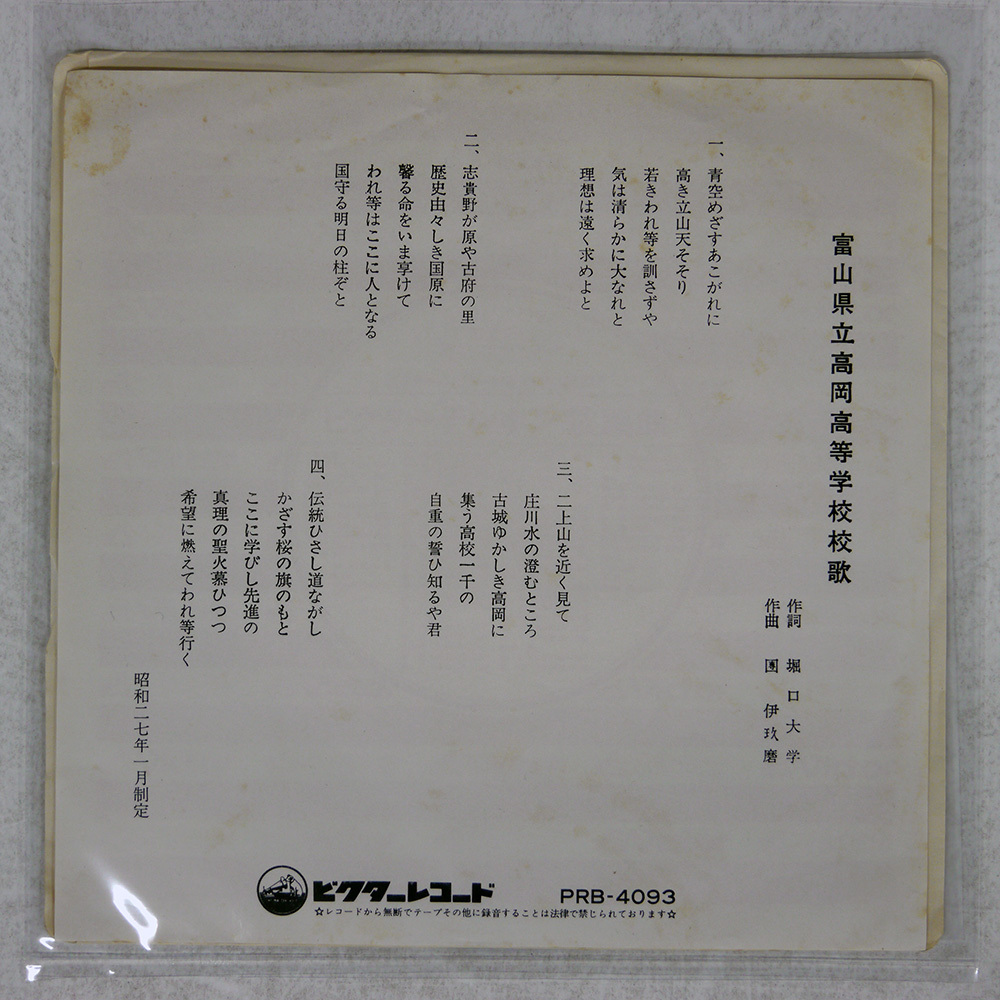 富山県立高岡高等学校校歌
作詞 堀口大学
作曲 團伊玖磨
一、青空めざすあこがれに
高き立山天そそり
若きわれ等を訓さずや
気は清らかに大なれと
理想は遠く求めよと
二、志貴野が原や古府の里
歴史由々しき国原に
馨る命をいま享けて
われ等はここに人となる
国守る明日の柱ぞと
三、二上山を近く見て
庄川水の澄むところ
古城ゆかしき高岡に
集う高校一千の
自重の誓ひ知るや君
四、伝統ひさし道ながし
かざす桜の旗のもと
ここに学びし先進の
真理の聖火慕ひつつ
希望に燃えてわれ等行く
昭和二七年一月制定
ビクターレコード PRB-4093
☆レコードから無断でテープその他に録音することは法律で禁じられております☆